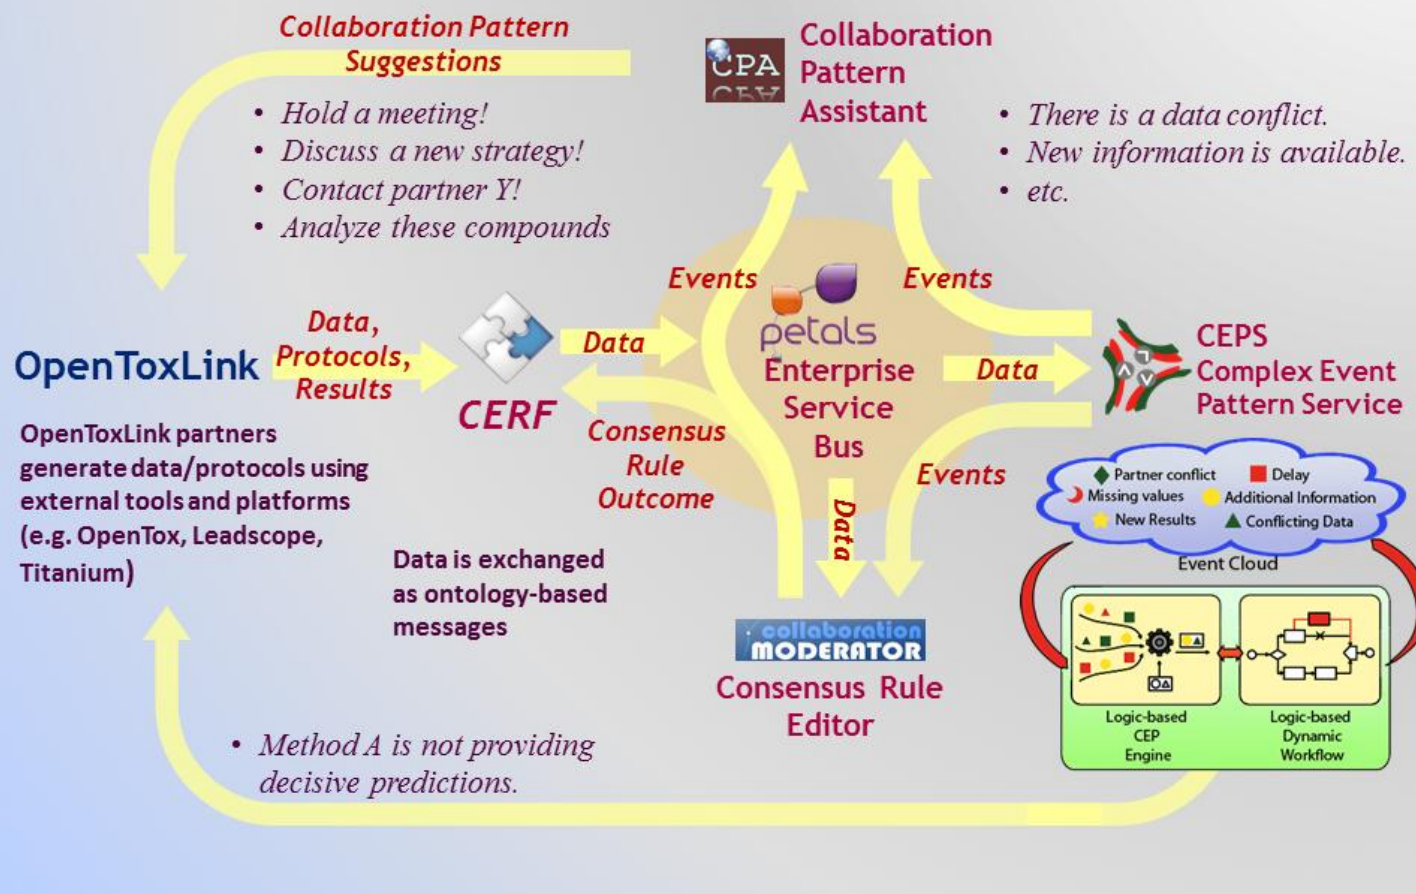 Collaboration Pattern
Suggestions
• Hold a meeting!
• Discuss a new strategy!
• Contact partner Y!
• Analyze these compounds
CPA
CPA
Collaboration
Pattern
Assistant
• There is a data conflict.
• New information is available.
• etc.
OpenToxLink
Data,
Protocols,
Results
CERF
Data
Events
petals
Enterprise
Service
Bus
Events
Data
CEPS
Complex Event
Pattern Service
Consensus
Rule
Outcome
Data
Events
OpenToxLink partners
generate data/protocols using
external tools and platforms
(e.g. OpenTox, Leadscope,
Titanium)
Data is exchanged
as ontology-based
messages
collaboration
MODERATOR
Consensus Rule
Editor
Partner conflict
Delay
Missing values
Additional Information
New Results
Conflicting Data
Event Cloud
Logic-based
CEP
Engine
Logic-based
Dynamic
Workflow
• Method A is not providing
decisive predictions.